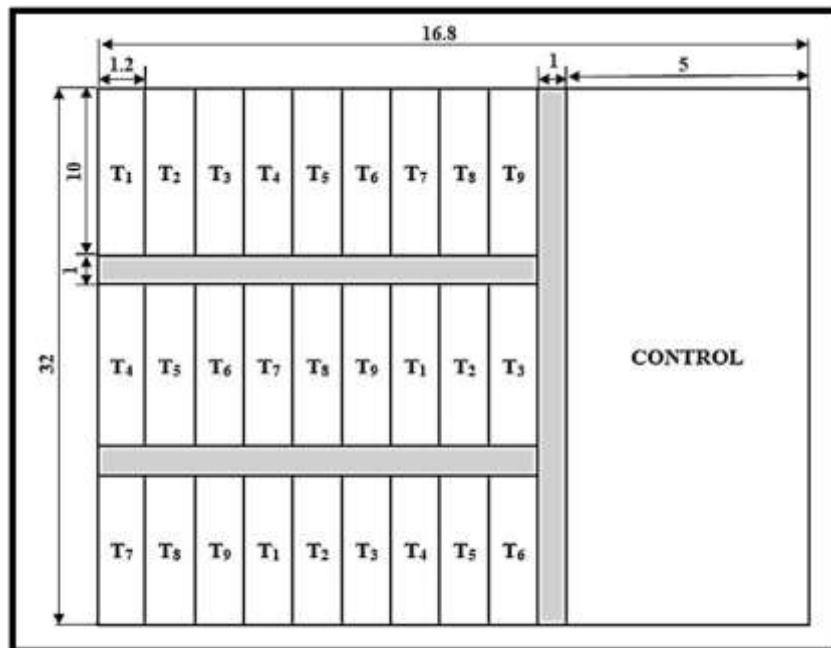 16.8
1.2 1 5
10
T₁ T₂ T₃ T₄ T₅ T₆ T₇ T₈ T₉
1
32
T₄ T₅ T₆ T₇ T₈ T₉ T₁ T₂ T₃
CONTROL
T₇ T₈ T₉ T₁ T₂ T₃ T₄ T₅ T₆